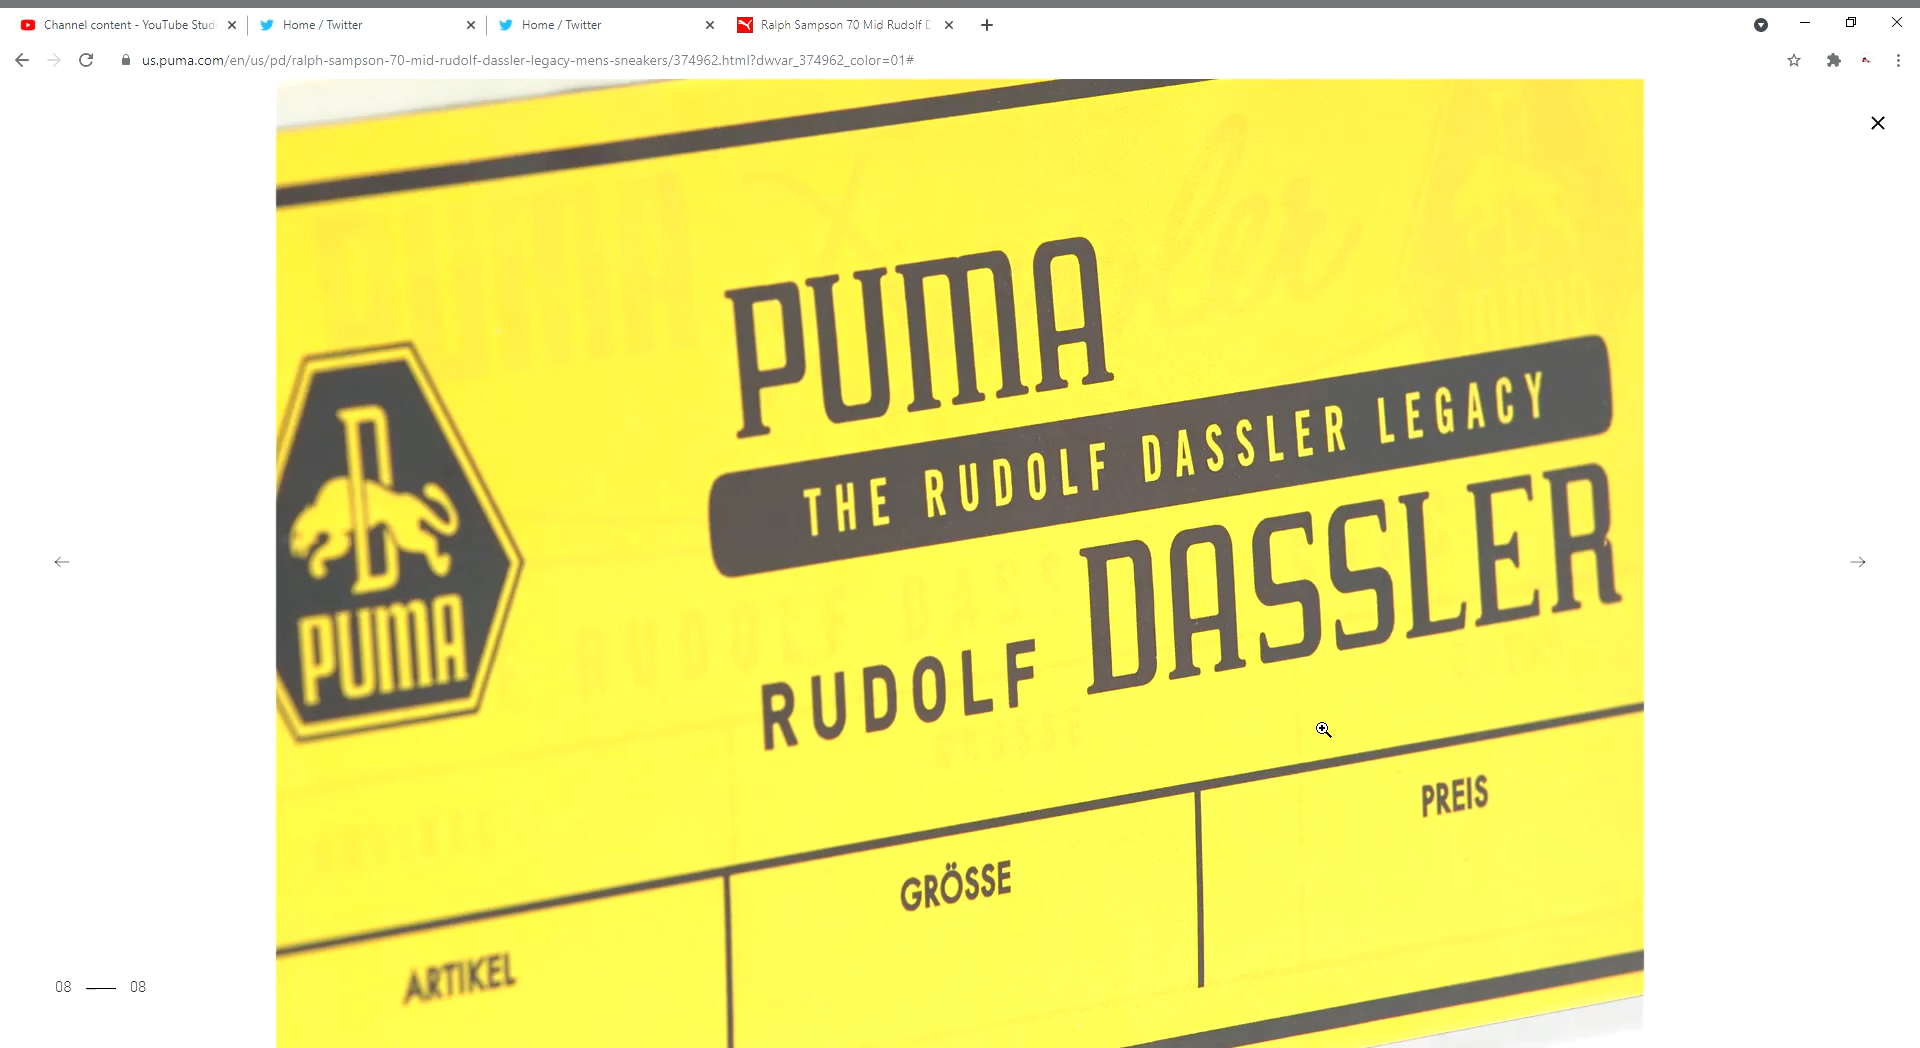 Channel content - YouTube Stud
Home / Twitter
Home / Twitter
Ralph Sampson 70 Mid Rudolf D
us.puma.com/en/us/pd/ralph-sampson-70-mid-rudolf-dassler-legacy-mens-sneakers/374962.html?dwvar_374962_color=01#
PUMA
THE RUDOLF DASSLER LEGACY
RUDOLF DASSLER
D
PUMA
ARTIKEL
GRÖSSE
PREIS
08 — 08